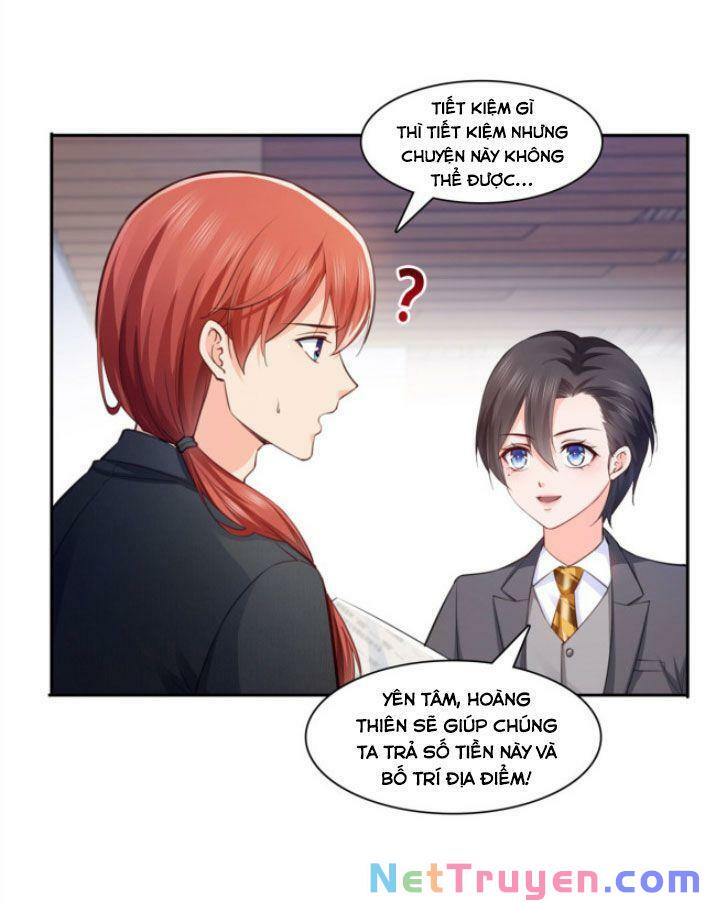 TIẾT KIỆM GÌ
THÌ TIẾT KIỆM NHƯNG
CHUYỆN NÀY KHÔNG
THỂ ĐƯỢC...
?
YÊN TÂM, HOÀNG
THIÊN SẼ GIÚP CHÚNG
TA TRẢ SỐ TIỀN NÀY VÀ
BỐ TRÍ ĐỊA ĐIỂM!
NetTruyen.com